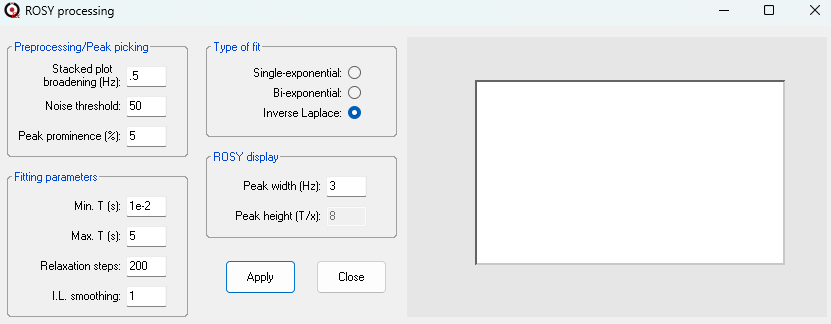 ROSY processing
Preprocessing/Peak picking
Stacked plot
broadening (Hz): .5
Noise threshold: 50
Peak prominence (%): 5
Fitting parameters
Min. T (s): 1e-2
Max. T (s): 5
Relaxation steps: 200
I.L. smoothing: 1
Type of fit
Single-exponential:
Bi-exponential:
Inverse Laplace:
ROSY display
Peak width (Hz): 3
Peak height (T/x): 8
Apply
Close